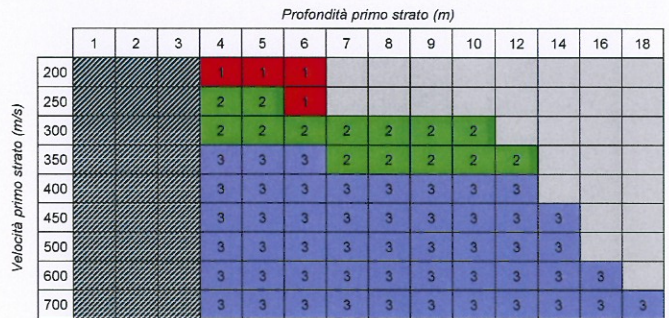 Profondità primo strato (m)
1 2 3 4 5 6 7 8 9 10 12 14 16 18
Velocità primo strato (m/s)
200 1 1 1
250 2 2 1
300 2 2 2 2 2 2 2
350 3 3 3 2 2 2 2 2
400 3 3 3 3 3 3 3 3
450 3 3 3 3 3 3 3 3 3
500 3 3 3 3 3 3 3 3 3
600 3 3 3 3 3 3 3 3 3 3
700 3 3 3 3 3 3 3 3 3 3 3